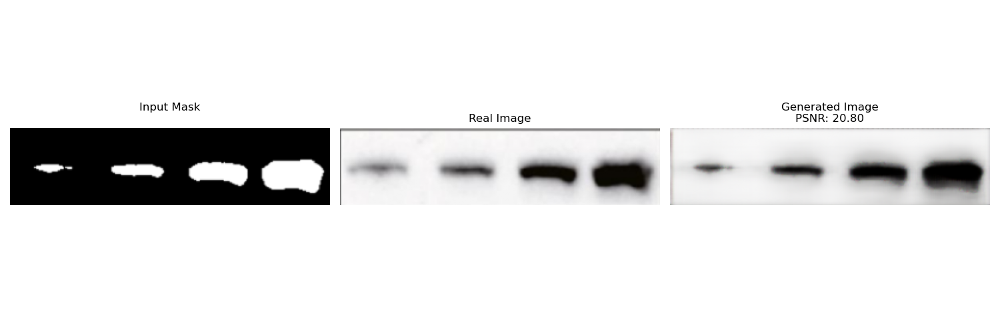 Input Mask
Real Image
Generated Image
PSNR: 20.80